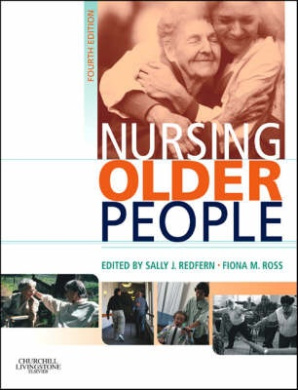 FOURTH EDITION
NURSING
OLDER
PEOPLE
EDITED BY SALLY J. REDFERN · FIONA M. ROSS
CHURCHILL
LIVINGSTONE
ELSEVIER